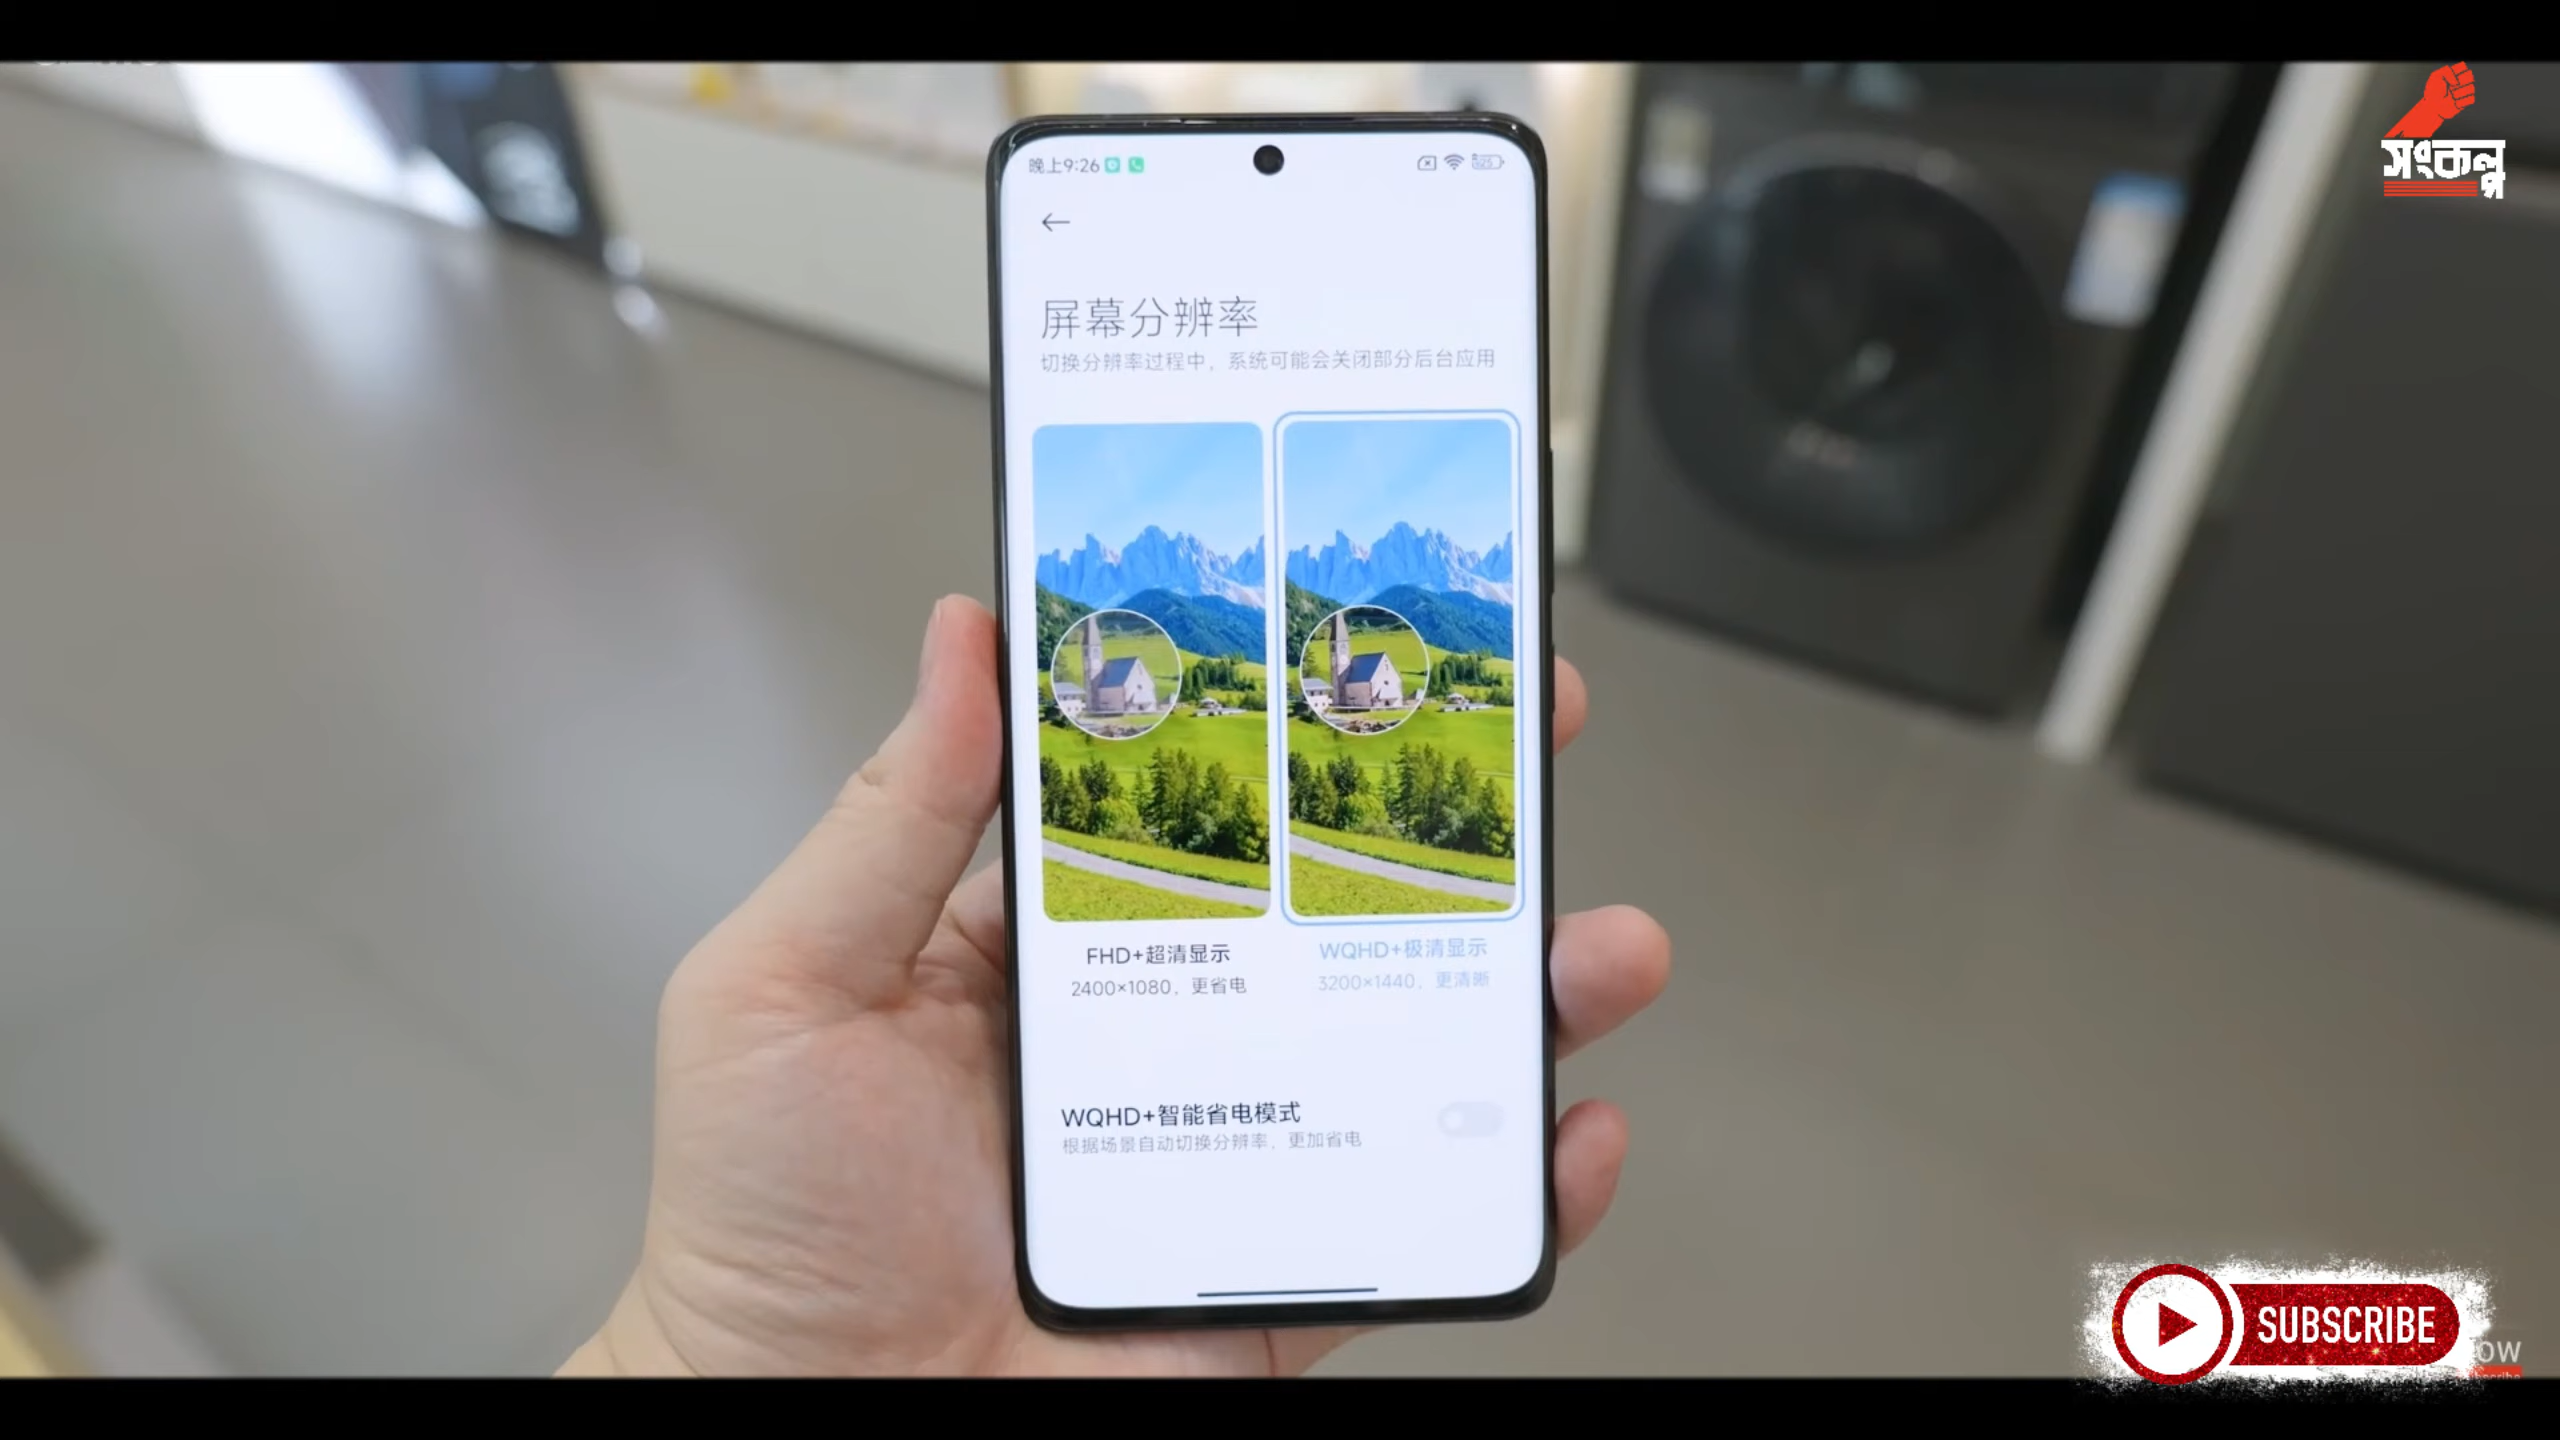 晚上9:26
屏幕分辨率
切换分辨率过程中，系统可能会关闭部分后台应用
FHD+超清显示
2400×1080，更省电
WQHD+极清显示
3200×1440，更清晰
WQHD+智能省电模式
根据场景自动切换分辨率，更加省电
সংকল্প
SUBSCRIBE